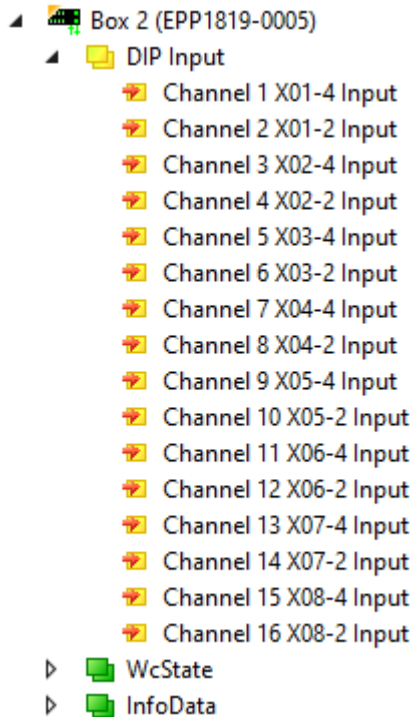 Box 2 (EPP1819-0005)
DIP Input
Channel 1 X01-4 Input
Channel 2 X01-2 Input
Channel 3 X02-4 Input
Channel 4 X02-2 Input
Channel 5 X03-4 Input
Channel 6 X03-2 Input
Channel 7 X04-4 Input
Channel 8 X04-2 Input
Channel 9 X05-4 Input
Channel 10 X05-2 Input
Channel 11 X06-4 Input
Channel 12 X06-2 Input
Channel 13 X07-4 Input
Channel 14 X07-2 Input
Channel 15 X08-4 Input
Channel 16 X08-2 Input
WcState
InfoData